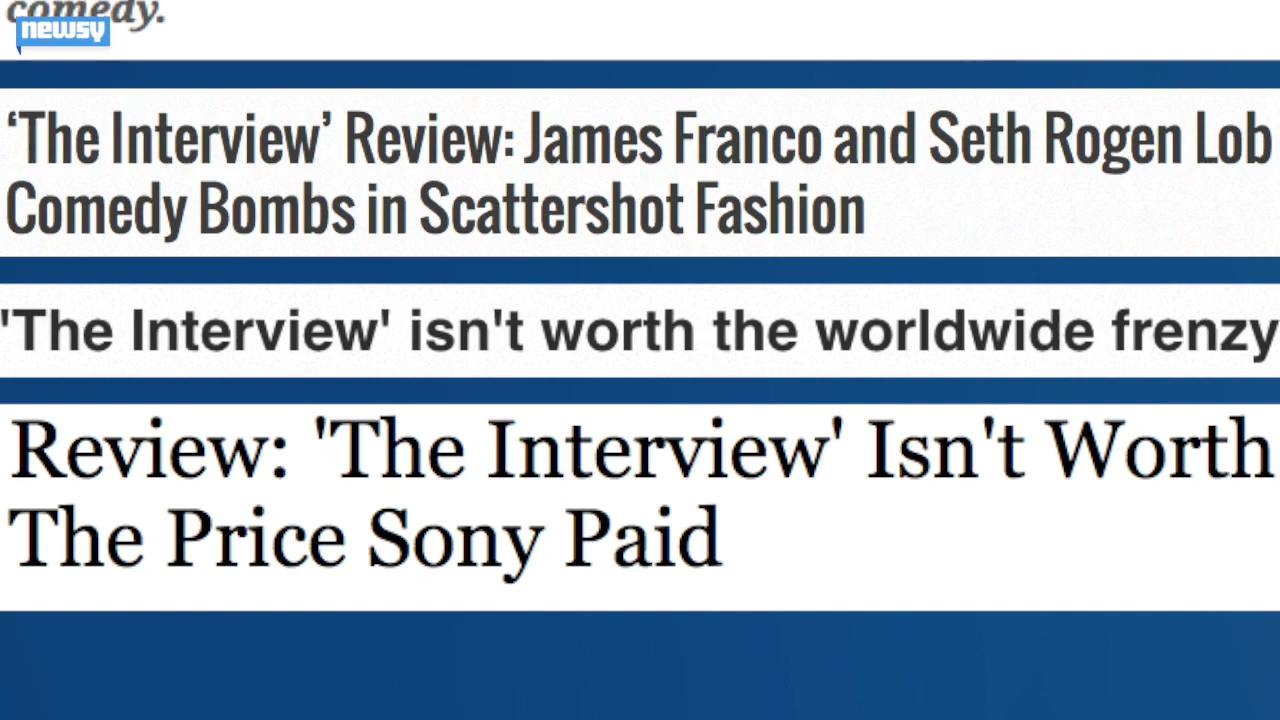 comedy.
newsy
‘The Interview’ Review: James Franco and Seth Rogen Lob
Comedy Bombs in Scattershot Fashion
'The Interview' isn't worth the worldwide frenzy
Review: 'The Interview' Isn't Worth
The Price Sony Paid